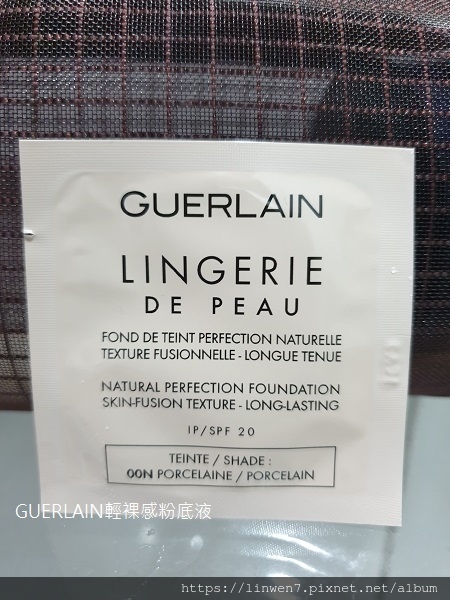 GUERLAIN
LINGERIE
DE PEAU
FOND DE TEINT PERFECTION NATURELLE
TEXTURE FUSIONNELLE - LONGUE TENUE
NATURAL PERFECTION FOUNDATION
SKIN-FUSION TEXTURE - LONG-LASTING
IP/SPF 20
TEINTE / SHADE :
00N PORCELAINE / PORCELAIN
GUERLAIN輕裸感粉底液
https://linwen7.pixnet.net/album